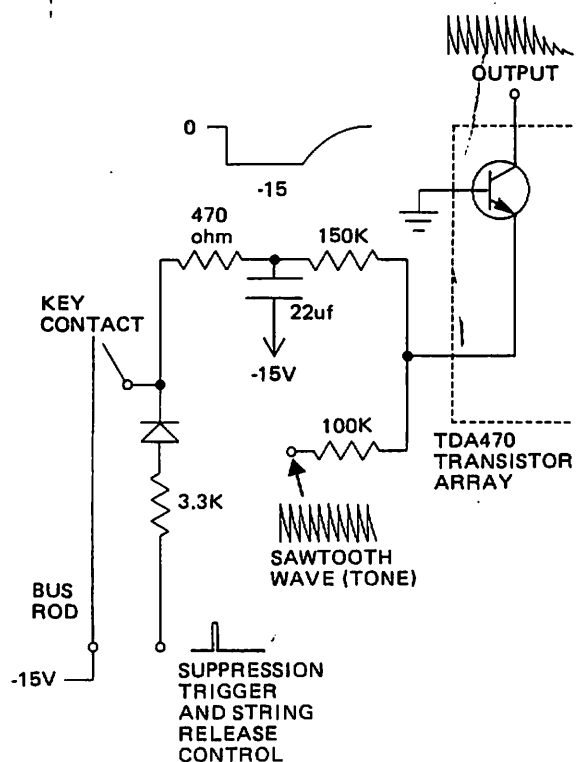 OUTPUT
0
-15
470
ohm
150K
KEY
CONTACT
22uf
-15V
100K
TDA470
TRANSISTOR
ARRAY
3.3K
SAWTOOTH
WAVE (TONE)
BUS
ROD
-15V
SUPPRESSION
TRIGGER
AND STRING
RELEASE
CONTROL